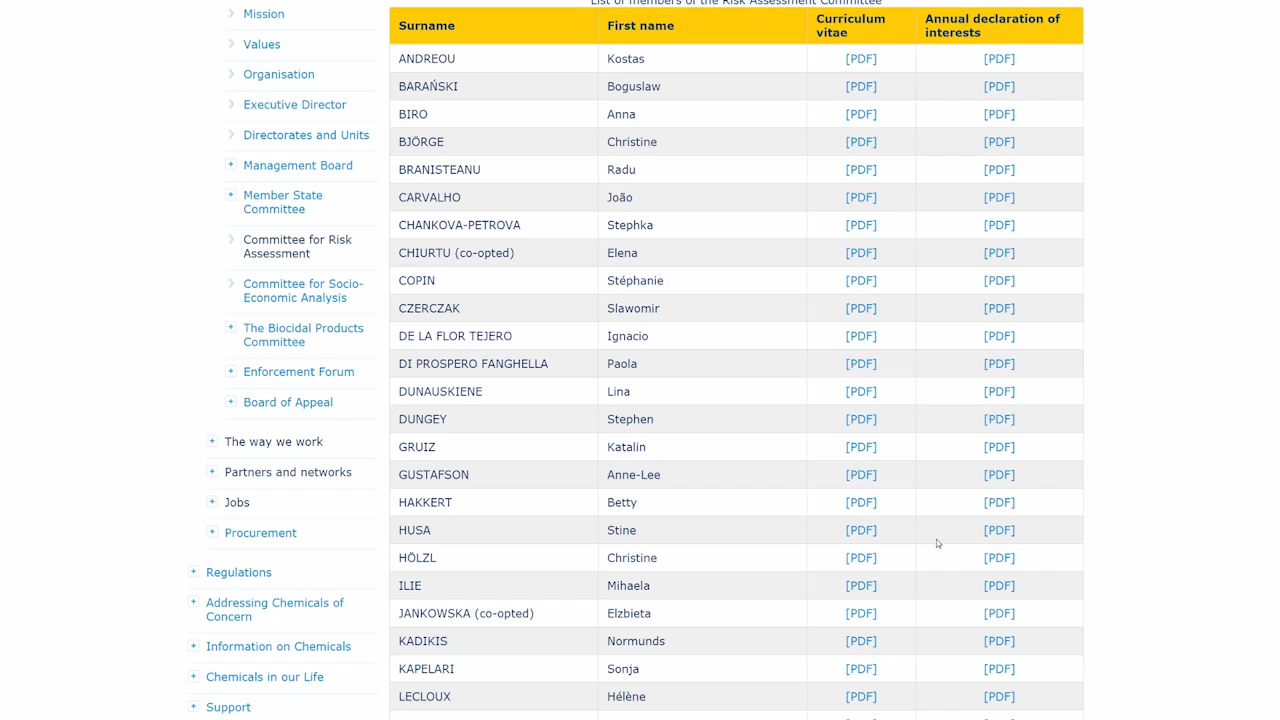 Mission
Values
Organisation
Executive Director
Directorates and Units
Management Board
Member State
Committee
Committee for Risk
Assessment
Committee for Socio-
Economic Analysis
The Biocidal Products
Committee
Enforcement Forum
Board of Appeal
The way we work
Partners and networks
Jobs
Procurement
Regulations
Addressing Chemicals of
Concern
Information on Chemicals
Chemicals in our Life
Support
List of members of the Risk Assessment Committee
Surname First name Curriculum vitae Annual declaration of interests
ANDREOU Kostas [PDF] [PDF]
BARAŃSKI Boguslaw [PDF] [PDF]
BIRO Anna [PDF] [PDF]
BJÖRGE Christine [PDF] [PDF]
BRANISTEANU Radu [PDF] [PDF]
CARVALHO João [PDF] [PDF]
CHANKOVA-PETROVA Stephka [PDF] [PDF]
CHIURTU (co-opted) Elena [PDF] [PDF]
COPIN Stéphanie [PDF] [PDF]
CZERCZAK Slawomir [PDF] [PDF]
DE LA FLOR TEJERO Ignacio [PDF] [PDF]
DI PROSPERO FANGHELLA Paola [PDF] [PDF]
DUNAUSKIENE Lina [PDF] [PDF]
DUNGEY Stephen [PDF] [PDF]
GRUIZ Katalin [PDF] [PDF]
GUSTAFSON Anne-Lee [PDF] [PDF]
HAKKERT Betty [PDF] [PDF]
HUSA Stine [PDF] [PDF]
HÖLZL Christine [PDF] [PDF]
ILIE Mihaela [PDF] [PDF]
JANKOWSKA (co-opted) Elzbieta [PDF] [PDF]
KADIKIS Normunds [PDF] [PDF]
KAPELARI Sonja [PDF] [PDF]
LECLOUX Hélène [PDF] [PDF]